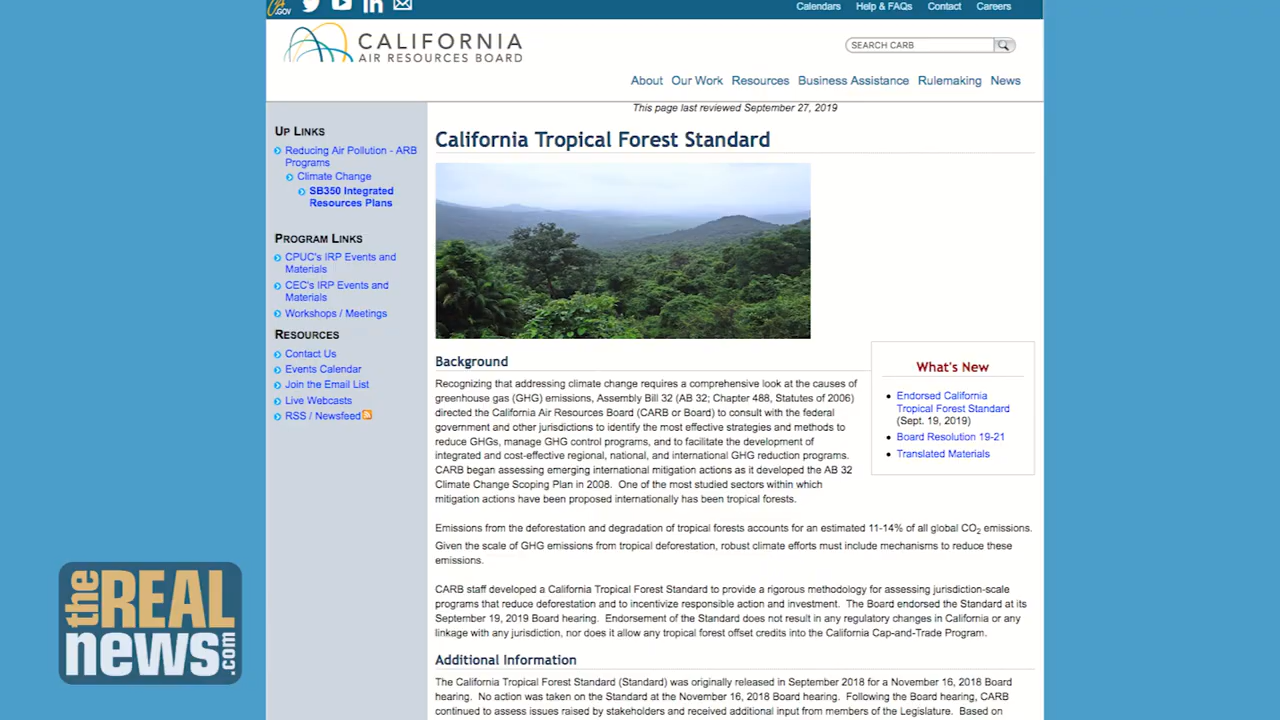 .GOV
Calendars Help & FAQs Contact Careers
CALIFORNIA
AIR RESOURCES BOARD
SEARCH CARB
About Our Work Resources Business Assistance Rulemaking News
This page last reviewed September 27, 2019
UP LINKS
Reducing Air Pollution - ARB
Programs
Climate Change
SB350 Integrated
Resources Plans
PROGRAM LINKS
CPUC's IRP Events and
Materials
CEC's IRP Events and
Materials
Workshops / Meetings
RESOURCES
Contact Us
Events Calendar
Join the Email List
Live Webcasts
RSS / Newsfeed
California Tropical Forest Standard
Background
Recognizing that addressing climate change requires a comprehensive look at the causes of
greenhouse gas (GHG) emissions, Assembly Bill 32 (AB 32; Chapter 488, Statutes of 2006)
directed the California Air Resources Board (CARB or Board) to consult with the federal
government and other jurisdictions to identify the most effective strategies and methods to
reduce GHGs, manage GHG control programs, and to facilitate the development of
integrated and cost-effective regional, national, and international GHG reduction programs.
CARB began assessing emerging international mitigation actions as it developed the AB 32
Climate Change Scoping Plan in 2008. One of the most studied sectors within which
mitigation actions have been proposed internationally has been tropical forests.
What's New
Endorsed California
Tropical Forest Standard
(Sept. 19, 2019)
Board Resolution 19-21
Translated Materials
Emissions from the deforestation and degradation of tropical forests accounts for an estimated 11-14% of all global CO2 emissions.
Given the scale of GHG emissions from tropical deforestation, robust climate efforts must include mechanisms to reduce these
emissions.
CARB staff developed a California Tropical Forest Standard to provide a rigorous methodology for assessing jurisdiction-scale
programs that reduce deforestation and to incentivize responsible action and investment. The Board endorsed the Standard at its
September 19, 2019 Board hearing. Endorsement of the Standard does not result in any regulatory changes in California or any
linkage with any jurisdiction, nor does it allow any tropical forest offset credits into the California Cap-and-Trade Program.
Additional Information
The California Tropical Forest Standard (Standard) was originally released in September 2018 for a November 16, 2018 Board
hearing. No action was taken on the Standard at the November 16, 2018 Board hearing. Following the Board hearing, CARB
continued to assess issues raised by stakeholders and received additional input from members of the Legislature. Based on
the REAL
news.com